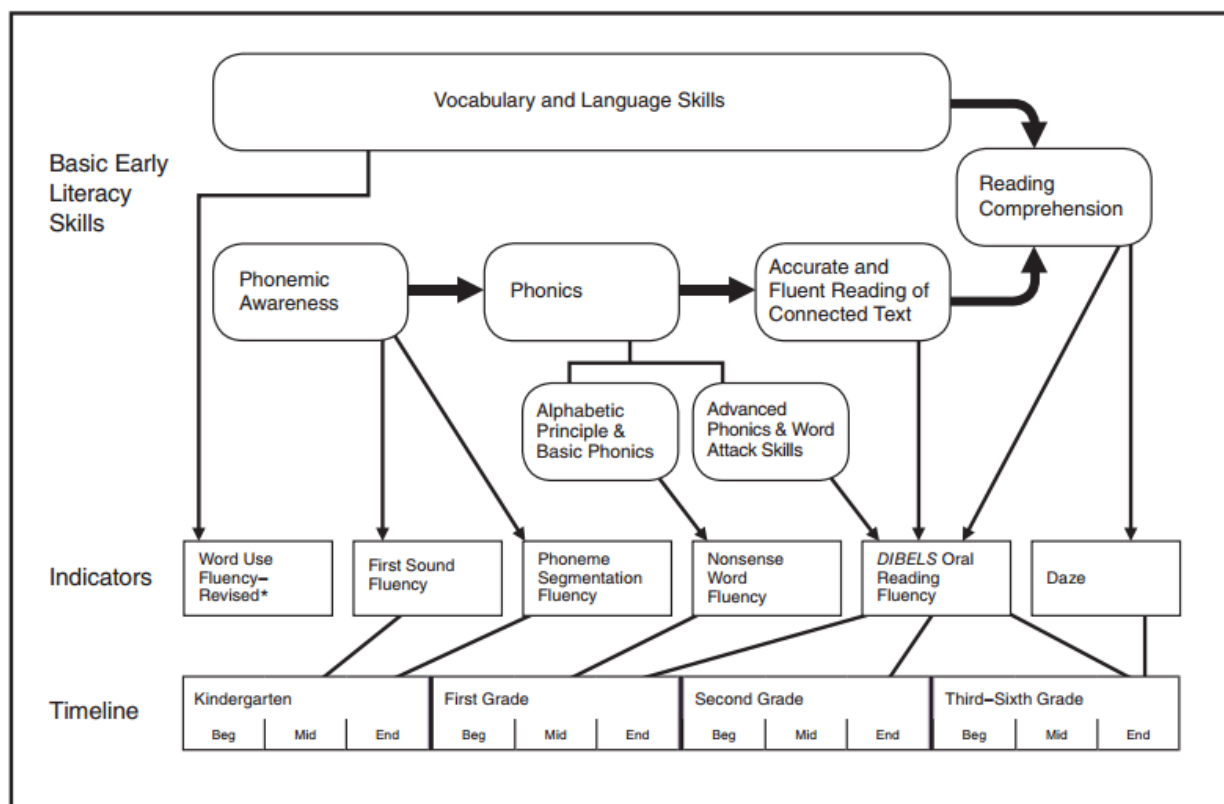 Vocabulary and Language Skills
Basic Early
Literacy
Skills
Reading
Comprehension
Phonemic
Awareness
Phonics
Accurate and
Fluent Reading of
Connected Text
Alphabetic
Principle &
Basic Phonics
Advanced
Phonics & Word
Attack Skills
Indicators
Word Use
Fluency–
Revised*
First Sound
Fluency
Phoneme
Segmentation
Fluency
Nonsense
Word
Fluency
DIBELS Oral
Reading
Fluency
Daze
Timeline
Kindergarten
Beg
Mid
End
First Grade
Beg
Mid
End
Second Grade
Beg
Mid
End
Third–Sixth Grade
Beg
Mid
End